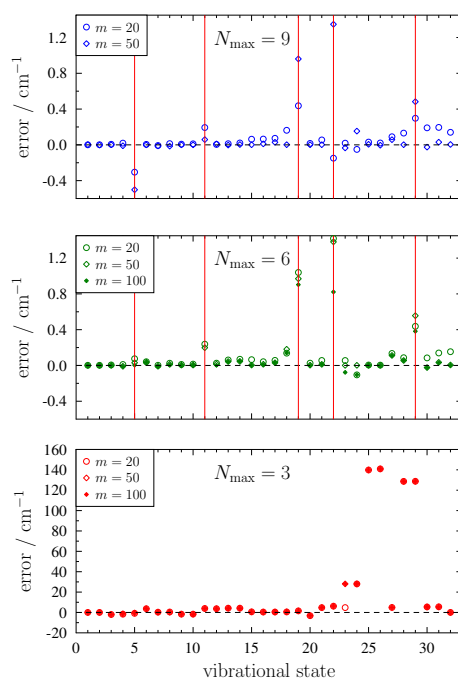 m = 20
m = 50
N_max = 9
error / cm⁻¹
1.2
0.8
0.4
0.0
-0.4
m = 20
m = 50
m = 100
N_max = 6
error / cm⁻¹
1.2
0.8
0.4
0.0
-0.4
m = 20
m = 50
m = 100
N_max = 3
error / cm⁻¹
160
140
120
100
80
60
40
20
0
-20
0 5 10 15 20 25 30
vibrational state